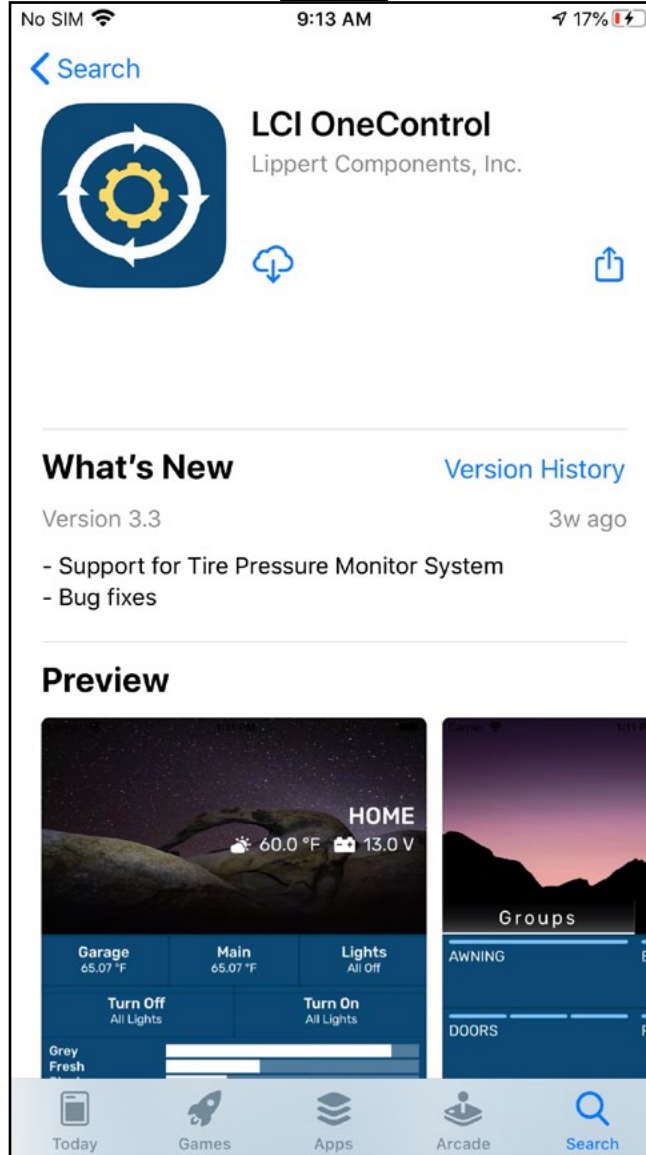 No SIM 9:13 AM 17%
Search
LCI OneControl
Lippert Components, Inc.
What's New Version History
Version 3.3 3w ago
- Support for Tire Pressure Monitor System
- Bug fixes
Preview
HOME
60.0 °F 13.0 V
Groups
Garage Main Lights
65.07 °F 65.07 °F All Off
AWNING
Turn Off Turn On
All Lights All Lights
DOORS
Grey
Fresh
Today Games Apps Arcade Search